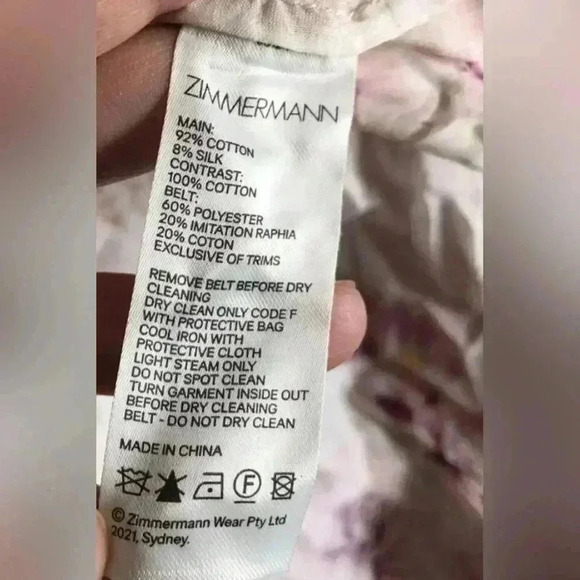 ZIMMERMANN
MAIN:
92% COTTON
8% SILK
CONTRAST:
100% COTTON
BELT:
60% POLYESTER
20% IMITATION RAPHIA
20% COTON
EXCLUSIVE OF TRIMS
REMOVE BELT BEFORE DRY
CLEANING
DRY CLEAN ONLY CODE F
WITH PROTECTIVE BAG
COOL IRON WITH
PROTECTIVE CLOTH
LIGHT STEAM ONLY
DO NOT SPOT CLEAN
TURN GARMENT INSIDE OUT
BEFORE DRY CLEANING
BELT - DO NOT DRY CLEAN
MADE IN CHINA
F
© Zimmermann Wear Pty Ltd
2021, Sydney.